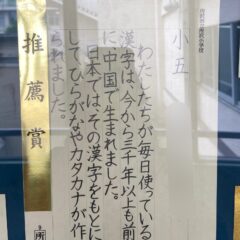 小五
わたしたちが毎日使っている
漢字は、今から三千年以上も前
に、中国で生まれました。
日本では、その漢字をもとに
して、ひらがなやカタカナが作
られました。
推薦賞